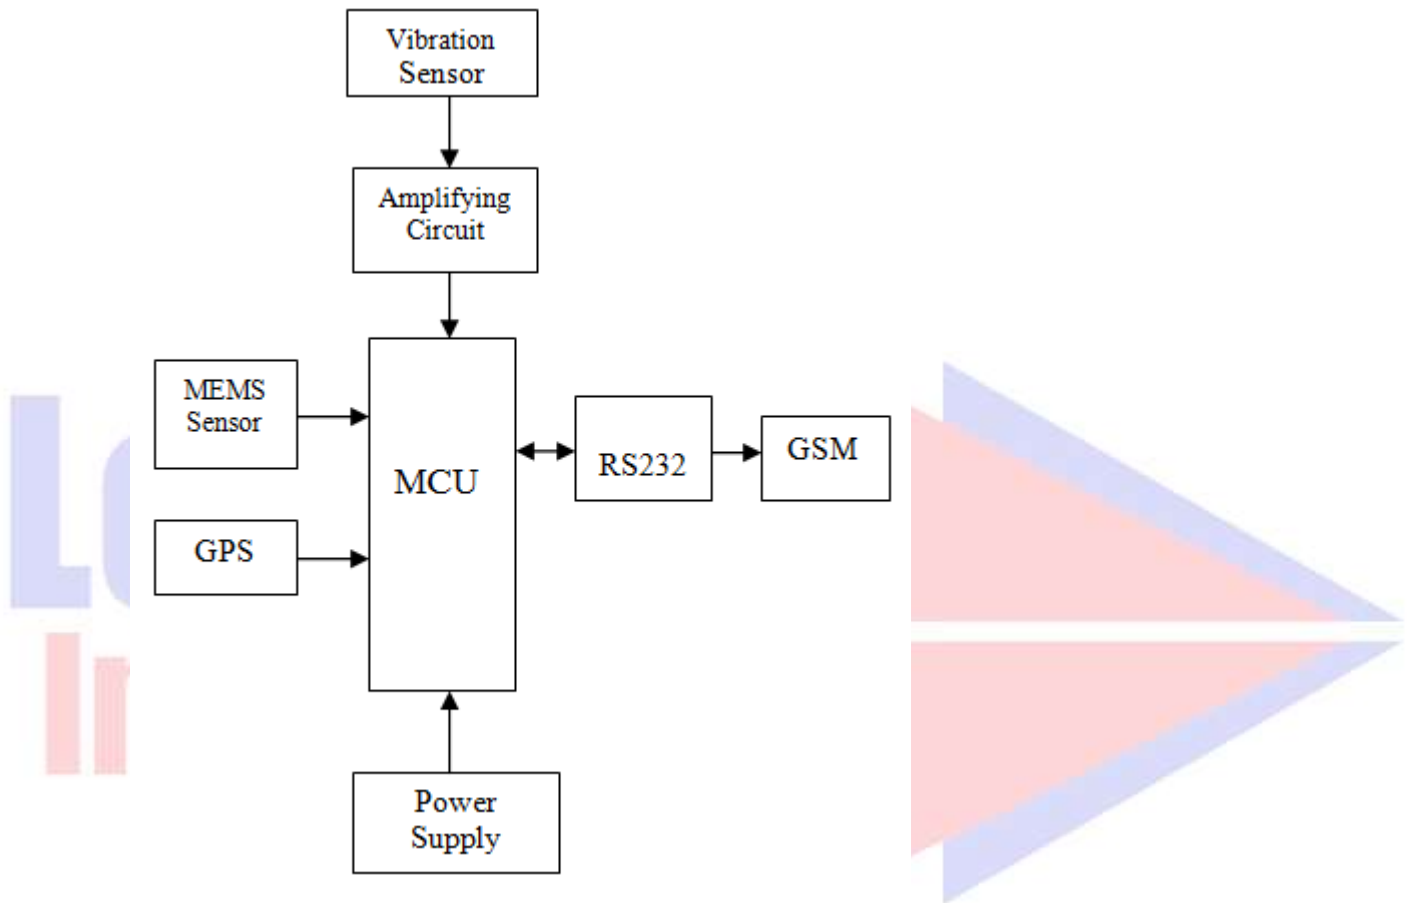 Vibration
Sensor
Amplifying
Circuit
MEMS
Sensor
MCU
RS232
GSM
GPS
Power
Supply